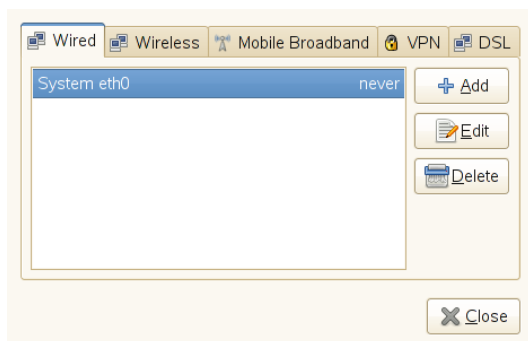 Wired Wireless Mobile Broadband VPN DSL
System eth0 never
Add
Edit
Delete
Close